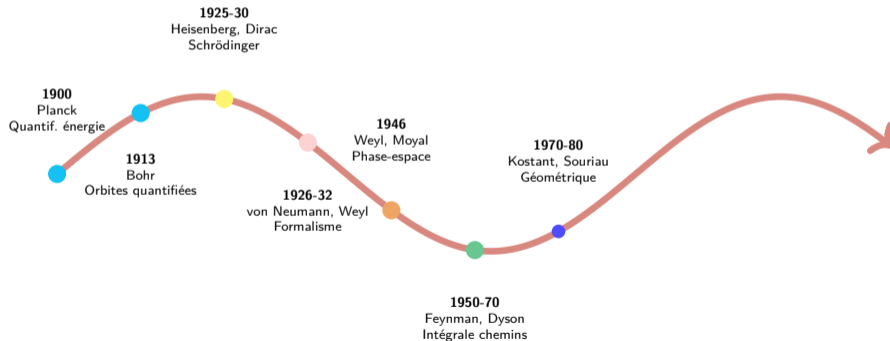 1900
Planck
Quantif. énergie
1913
Bohr
Orbites quantifiées
1925-30
Heisenberg, Dirac
Schrödinger
1926-32
von Neumann, Weyl
Formalisme
1946
Weyl, Moyal
Phase-espace
1950-70
Feynman, Dyson
Intégrale chemins
1970-80
Kostant, Souriau
Géométrique